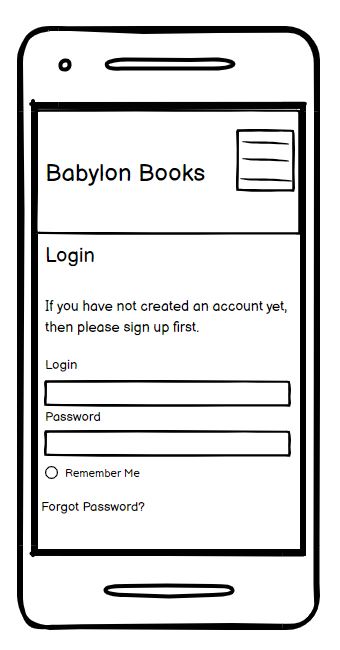 Babylon Books
Login
If you have not created an account yet,
then please sign up first.
Login
Password
Remember Me
Forgot Password?